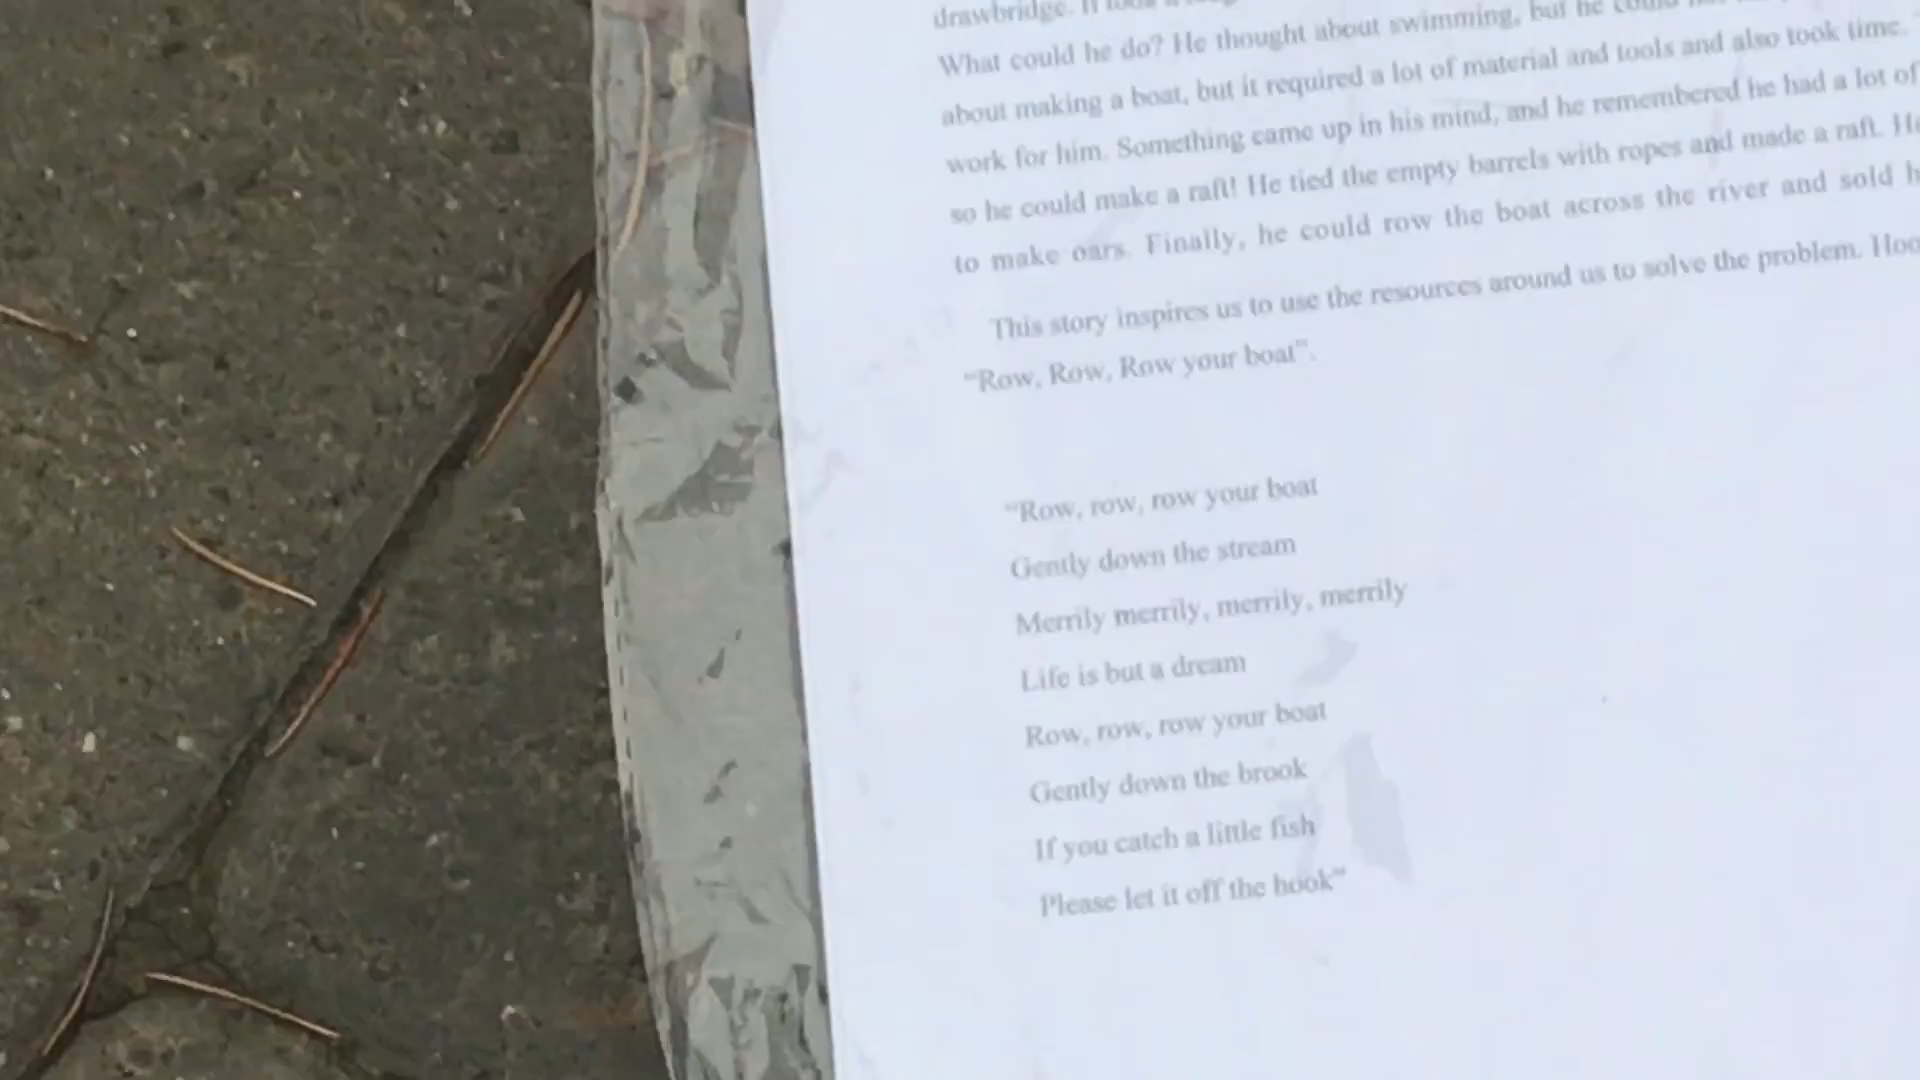 drawbridge. It took a
What could he do? He thought about swimming, but he could
about making a boat, but it required a lot of material and tools and also took time.
work for him. Something came up in his mind, and he remembered he had a lot of
so he could make a raft! He tied the empty barrels with ropes and made a raft. He
to make oars. Finally, he could row the boat across the river and sold
This story inspires us to use the resources around us to solve the problem.
“Row, Row, Row your boat”.
“Row, row, row your boat
Gently down the stream
Merrily merrily, merrily, merrily
Life is but a dream
Row, row, row your boat
Gently down the brook
If you catch a little fish
Please let it off the hook”